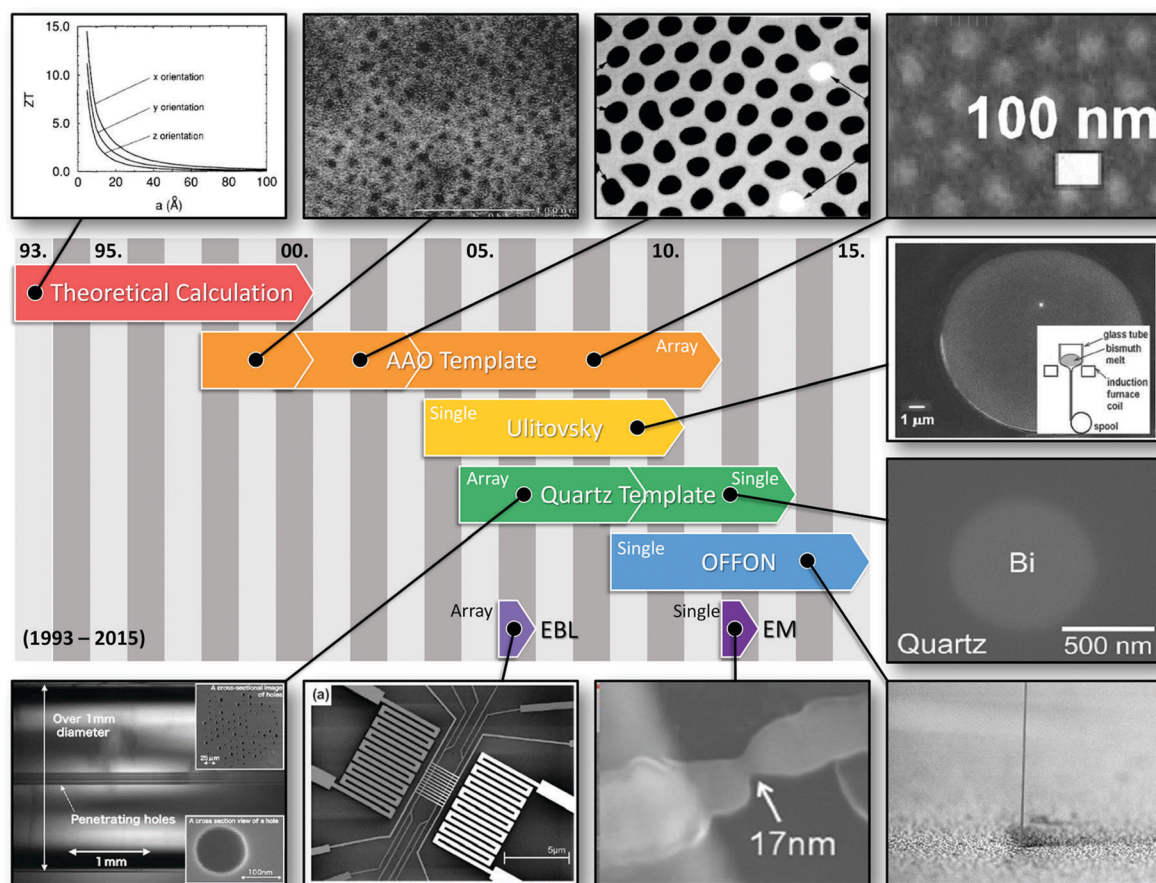 15.0
10.0
5.0
0.0
ZT
x orientation
y orientation
z orientation
0 20 40 60 80 100
a (Å)
100 nm
93. 95. 00. 05. 10. 15.
Theoretical Calculation
AAO Template
Array
Single
Ulitovsky
Array
Quartz Template
Single
Single
OFFON
Array
EBL
Single
EM
(1993 – 2015)
glass tube
bismuth
melt
induction
furnace
coil
spool
1 μm
Bi
Quartz
500 nm
Over 1mm
diameter
A cross-sectional image
of holes
25μm
Penetrating holes
1mm
A cross section view of a hole
100nm
(a)
5μm
17nm